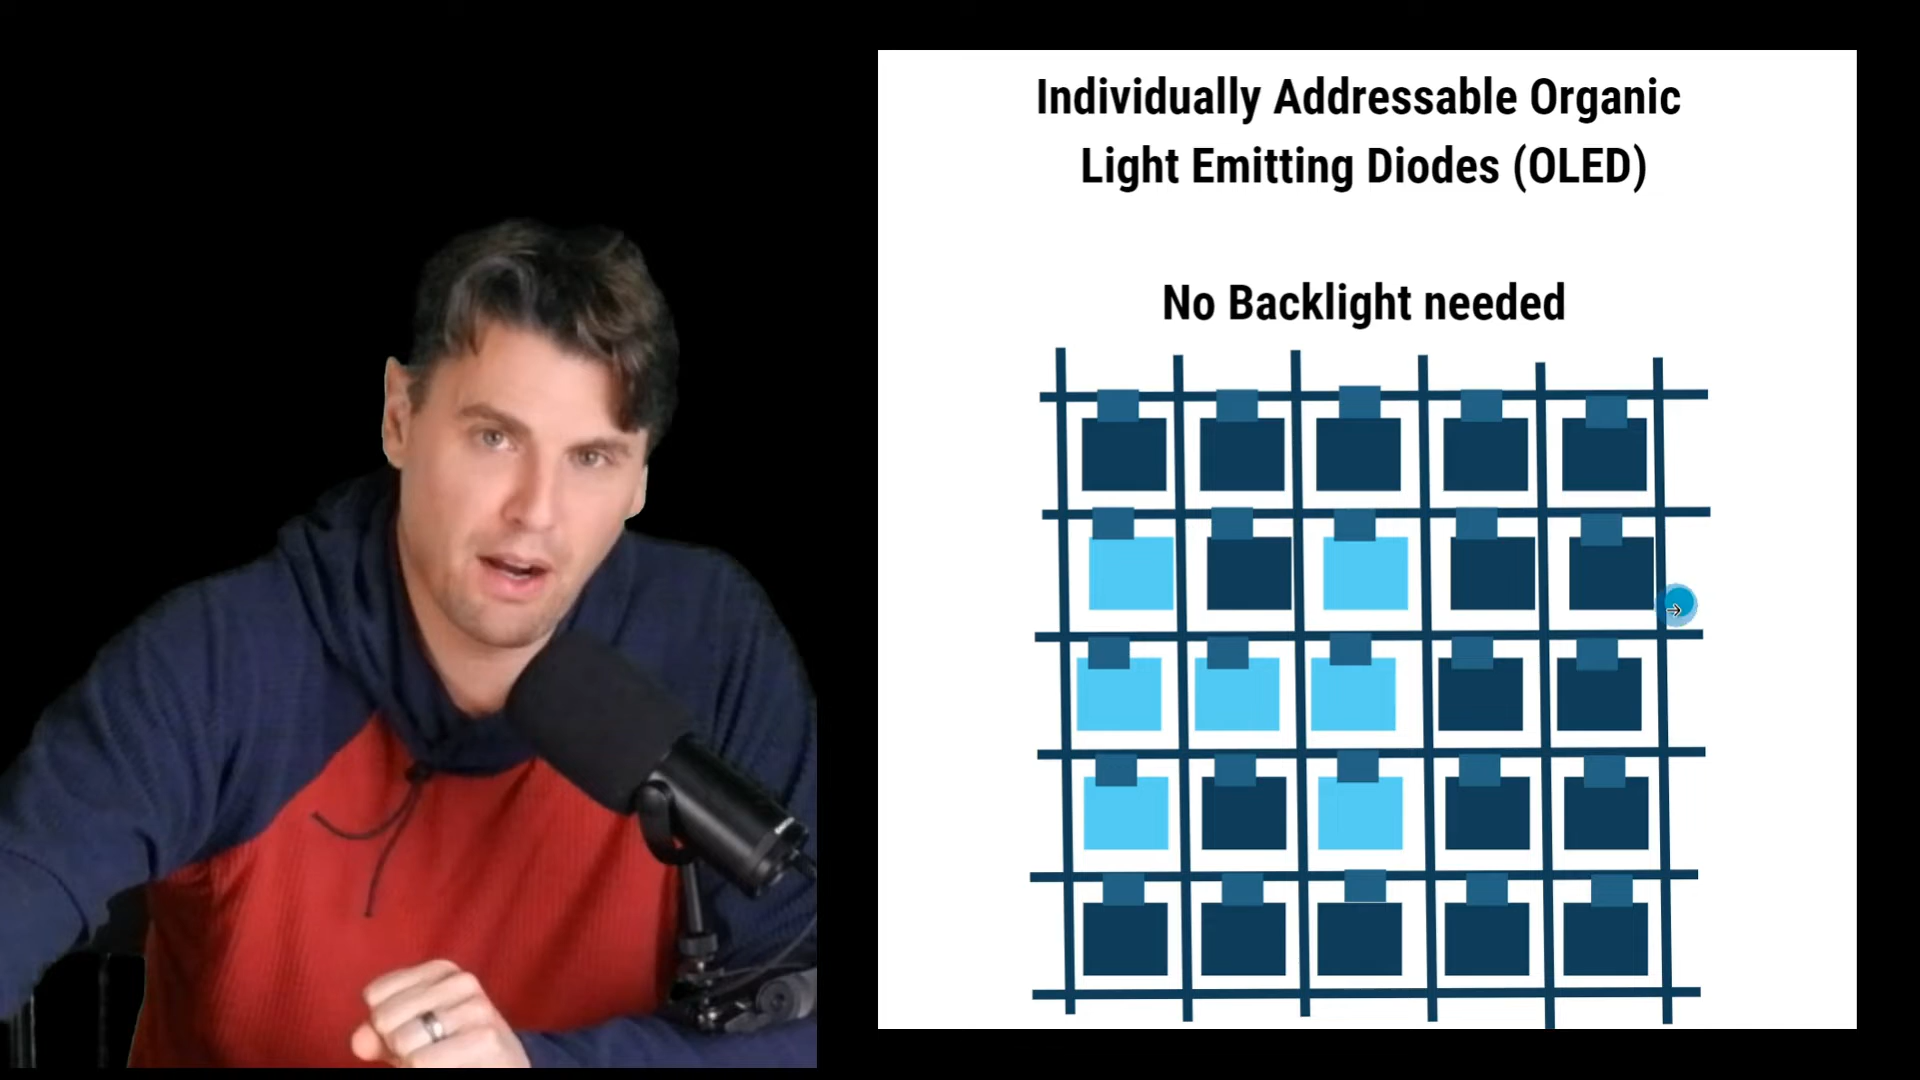 Individually Addressable Organic
Light Emitting Diodes (OLED)
No Backlight needed